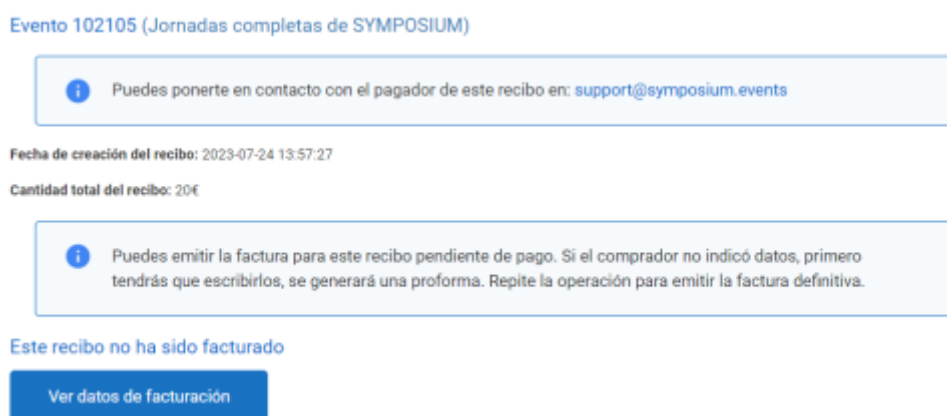 Evento 102105 (Jornadas completas de SYMPOSIUM)
Puedes ponerte en contacto con el pagador de este recibo en: support@symposium.events
Fecha de creación del recibo: 2023-07-24 13:57:27
Cantidad total del recibo: 20€
Puedes emitir la factura para este recibo pendiente de pago. Si el comprador no indicó datos, primero
tendrás que escribirlos, se generará una proforma. Repite la operación para emitir la factura definitiva.
Este recibo no ha sido facturado
Ver datos de facturación